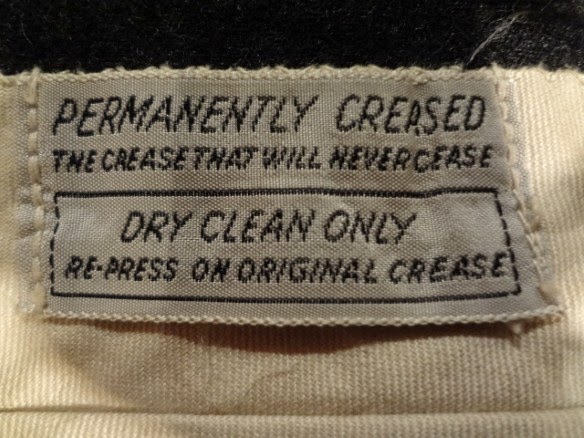 PERMANENTLY CREASED
THE CREASE THAT WILL NEVER CEASE
DRY CLEAN ONLY
RE-PRESS ON ORIGINAL CREASE